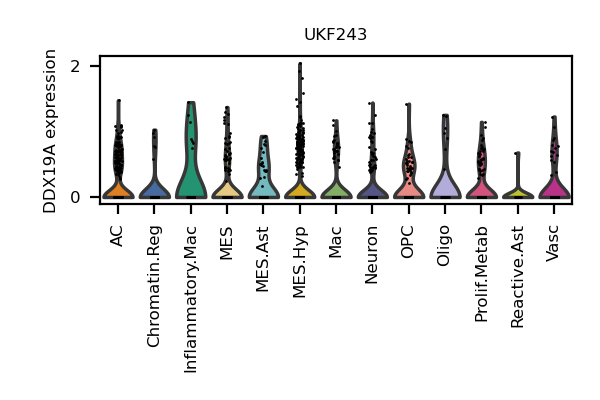 UKF243
DDX19A expression
2
0
AC
Chromatin.Reg
Inflammatory.Mac
MES
MES.Ast
MES.Hyp
Mac
Neuron
OPC
Oligo
Prolif.Metab
Reactive.Ast
Vasc